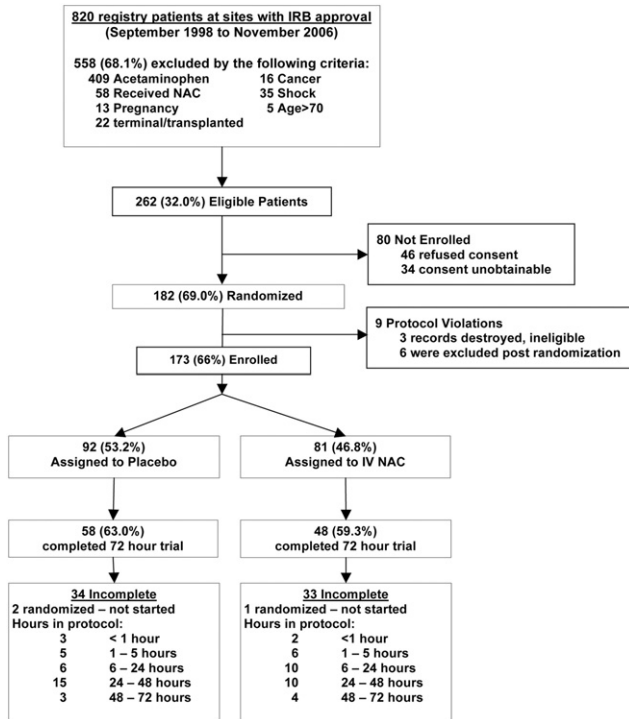 820 registry patients at sites with IRB approval
(September 1998 to November 2006)
558 (68.1%) excluded by the following criteria:
409 Acetaminophen 16 Cancer
58 Received NAC 35 Shock
13 Pregnancy 5 Age>70
22 terminal/transplanted
262 (32.0%) Eligible Patients
80 Not Enrolled
46 refused consent
34 consent unobtainable
182 (69.0%) Randomized
9 Protocol Violations
3 records destroyed, ineligible
6 were excluded post randomization
173 (66%) Enrolled
92 (53.2%)
Assigned to Placebo
81 (46.8%)
Assigned to IV NAC
58 (63.0%)
completed 72 hour trial
48 (59.3%)
completed 72 hour trial
34 Incomplete
2 randomized – not started
Hours in protocol:
3 < 1 hour
5 1 – 5 hours
6 6 – 24 hours
15 24 – 48 hours
3 48 – 72 hours
33 Incomplete
1 randomized – not started
Hours in protocol:
2 <1 hour
6 1 – 5 hours
10 6 – 24 hours
10 24 – 48 hours
4 48 – 72 hours